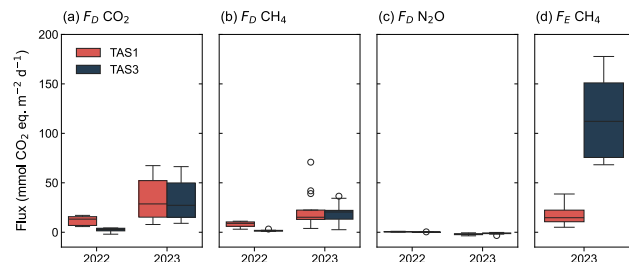 (a) F_D CO₂ (b) F_D CH₄ (c) F_D N₂O (d) F_E CH₄
Flux (mmol CO₂ eq. m⁻² d⁻¹)
200
150
100
50
0
TAS1
TAS3
2022 2023 2022 2023 2022 2023 2023